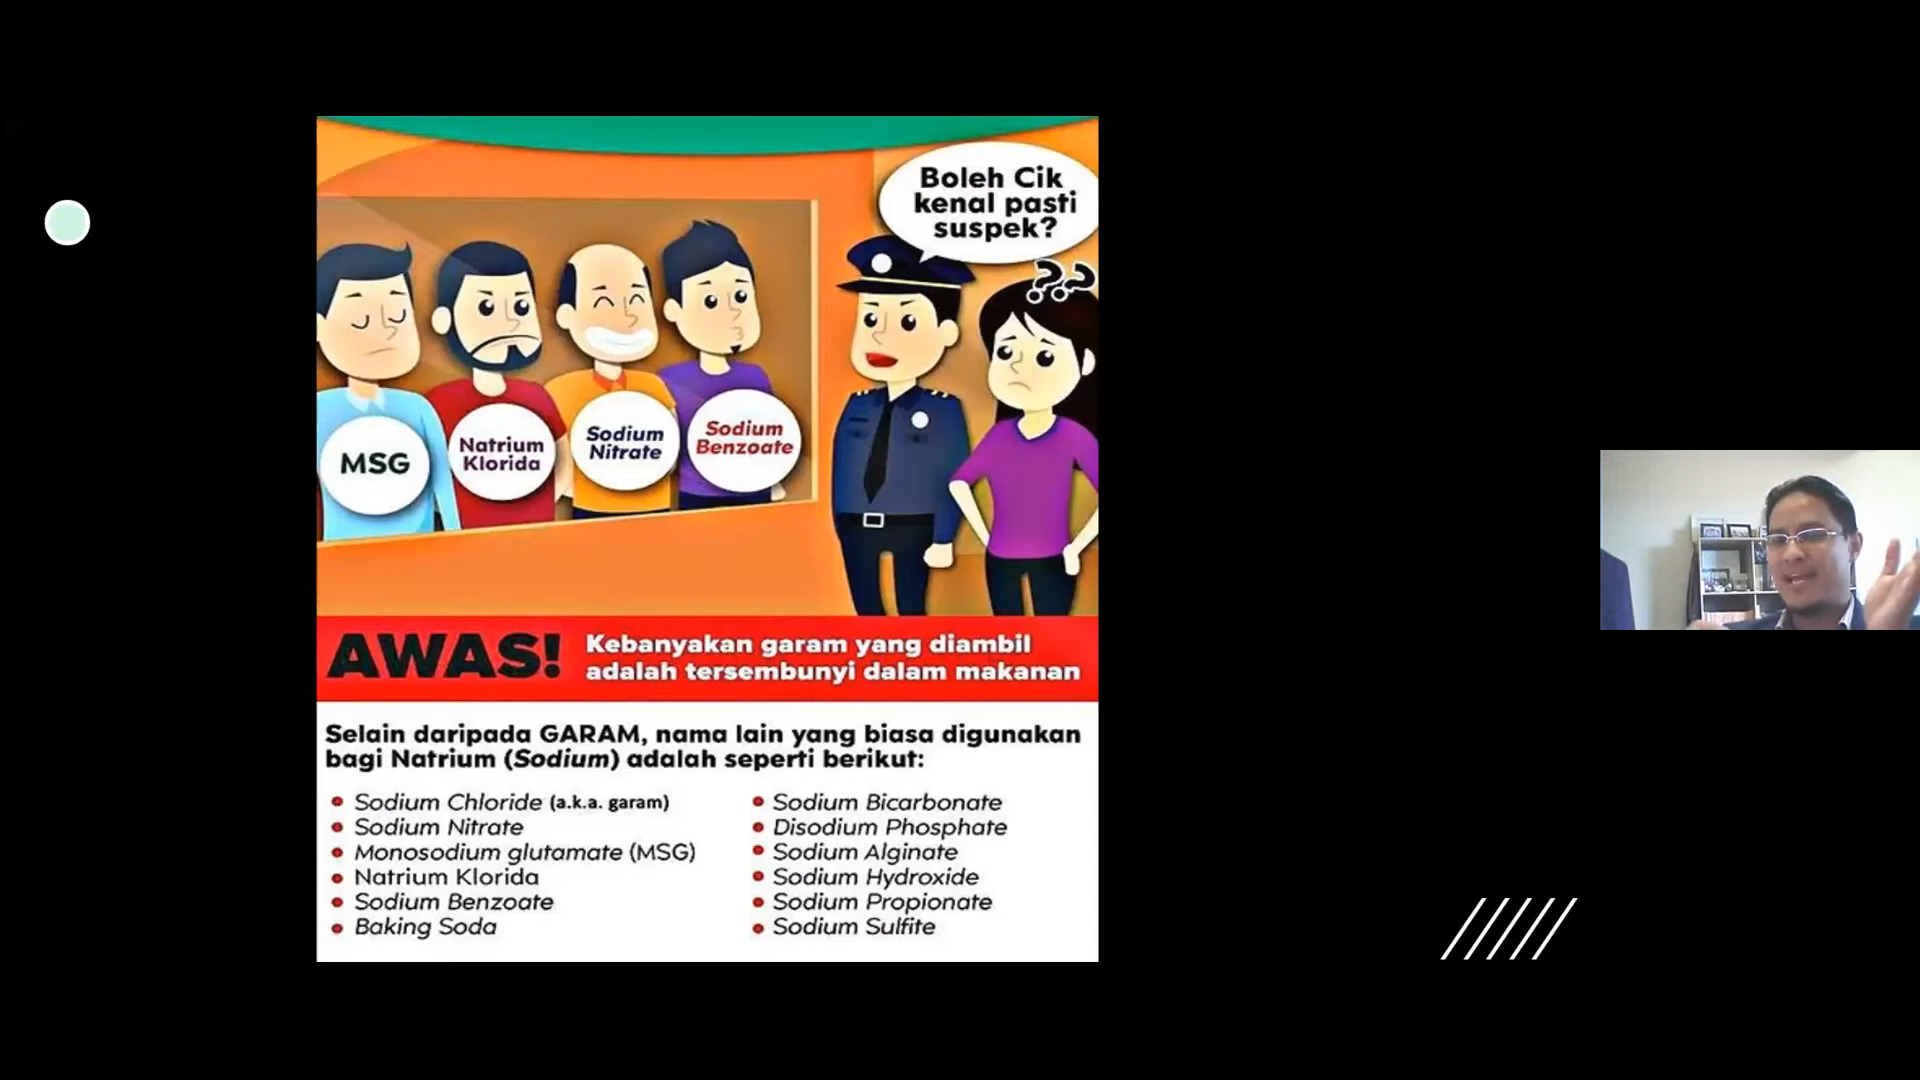 Boleh Cik
kenal pasti
suspek?
??
MSG
Natrium
Klorida
Sodium
Nitrate
Sodium
Benzoate
AWAS!
Kebanyakan garam yang diambil
adalah tersembunyi dalam makanan
Selain daripada GARAM, nama lain yang biasa digunakan
bagi Natrium (Sodium) adalah seperti berikut:
• Sodium Chloride (a.k.a. garam)
• Sodium Nitrate
• Monosodium glutamate (MSG)
• Natrium Klorida
• Sodium Benzoate
• Baking Soda
• Sodium Bicarbonate
• Disodium Phosphate
• Sodium Alginate
• Sodium Hydroxide
• Sodium Propionate
• Sodium Sulfite